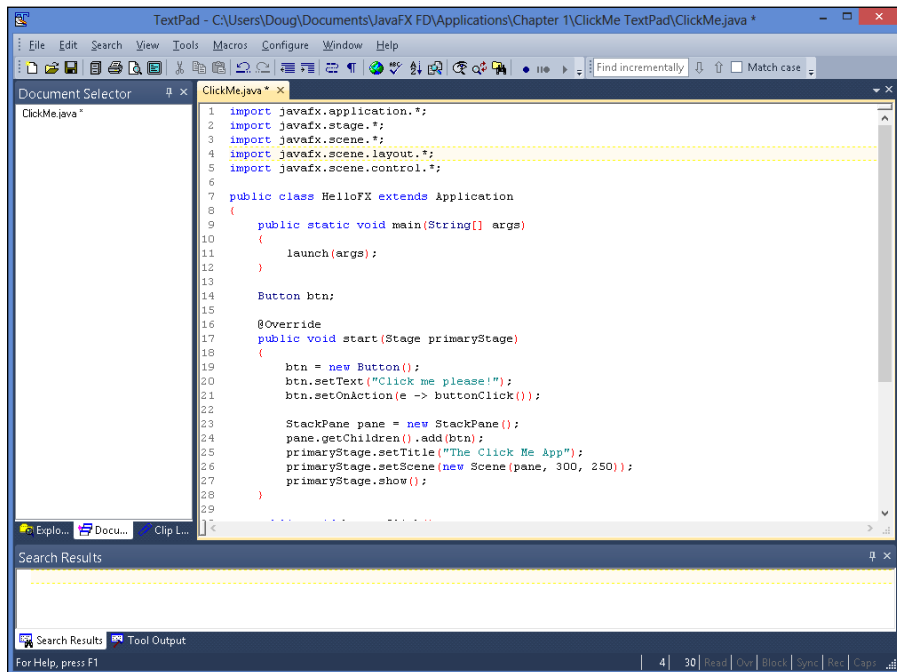 TextPad - C:\Users\Doug\Documents\JavaFX FD\Applications\Chapter 1\ClickMe TextPad\ClickMe.java *
File Edit Search View Tools Macros Configure Window Help
Find incrementally Match case
Document Selector
ClickMe.java *
ClickMe.java *
1 import javafx.application.*;
2 import javafx.stage.*;
3 import javafx.scene.*;
4 import javafx.scene.layout.*;
5 import javafx.scene.control.*;
6
7 public class HelloFX extends Application
8 {
9     public static void main(String[] args)
10     {
11         launch(args);
12     }
13
14     Button btn;
15
16     @Override
17     public void start(Stage primaryStage)
18     {
19         btn = new Button();
20         btn.setText("Click me please!");
21         btn.setOnAction(e -> buttonClick());
22
23         StackPane pane = new StackPane();
24         pane.getChildren().add(btn);
25         primaryStage.setTitle("The Click Me App");
26         primaryStage.setScene(new Scene(pane, 300, 250));
27         primaryStage.show();
28     }
29
Explo... Docu... Clip L...
Search Results
Search Results Tool Output
For Help, press F1 4 30 Read Ovr Block Sync Rec Caps